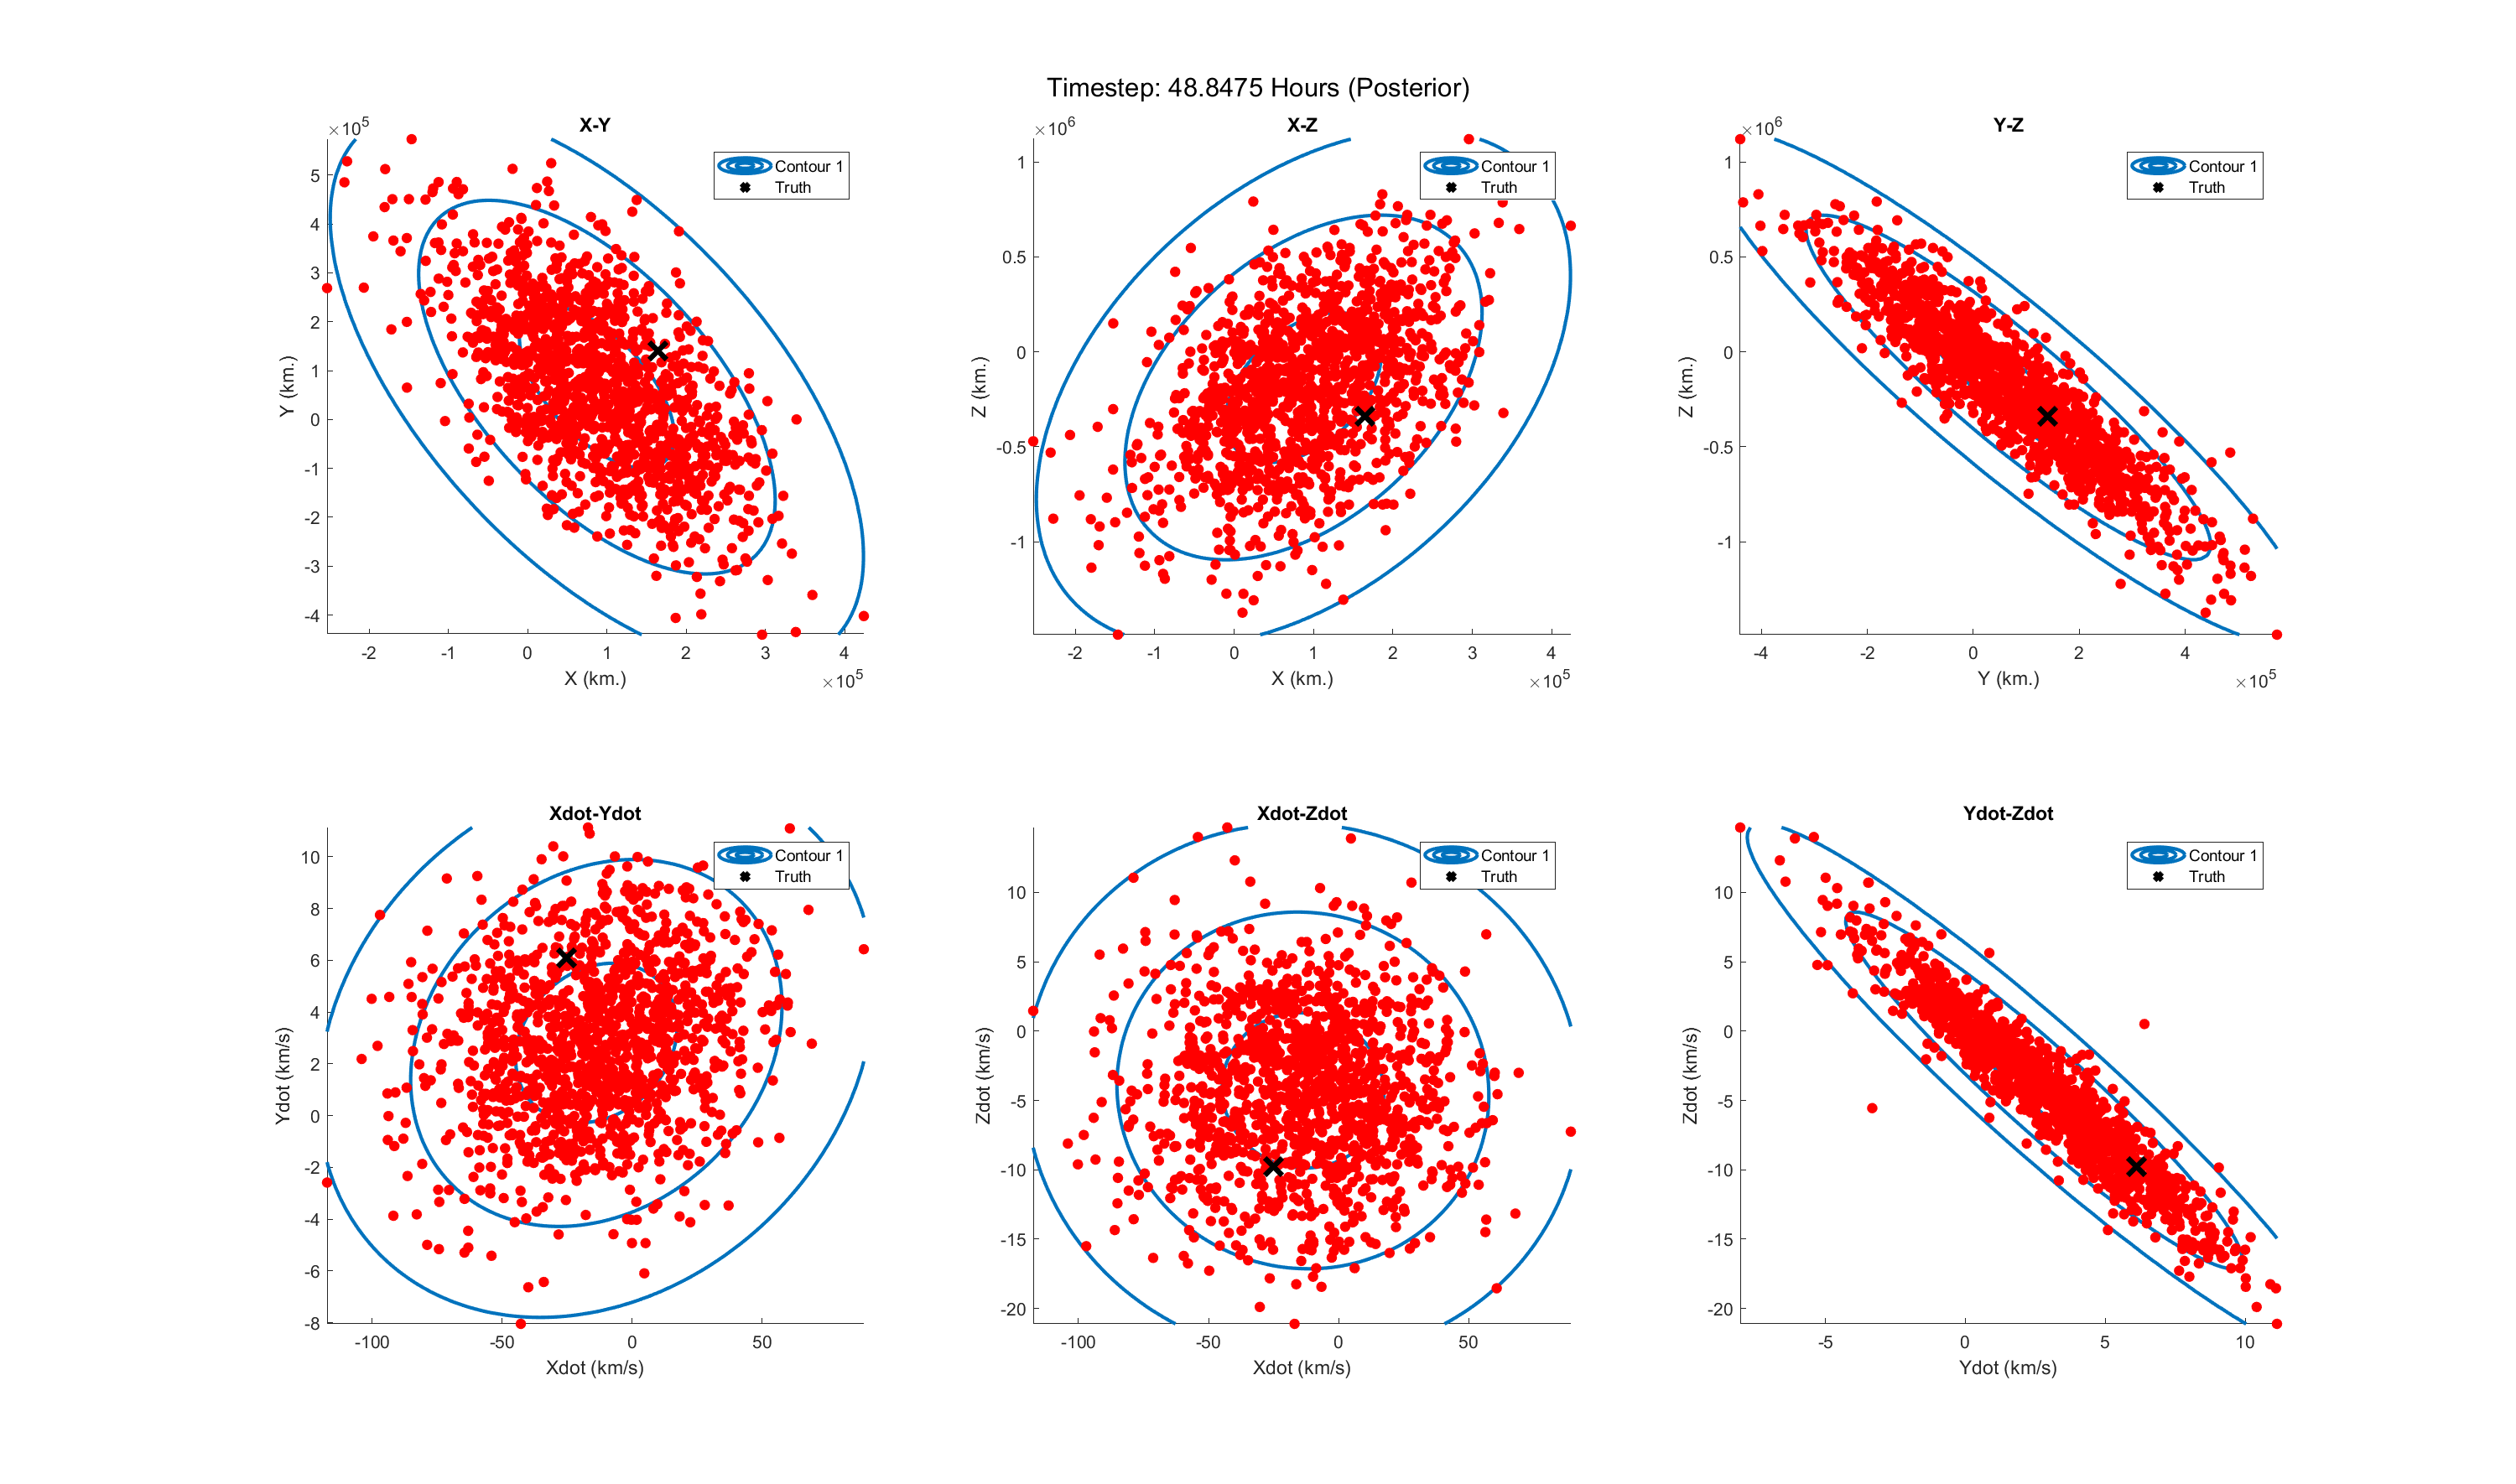 Timestep: 48.8475 Hours (Posterior)
X-Y
×10^5
Contour 1
Truth
5
4
3
2
1
0
-1
-2
-3
-4
Y (km.)
-2 -1 0 1 2 3 4
X (km.)
×10^5
X-Z
×10^6
Contour 1
Truth
1
0.5
0
-0.5
-1
Z (km.)
-2 -1 0 1 2 3 4
X (km.)
×10^5
Y-Z
×10^6
Contour 1
Truth
1
0.5
0
-0.5
-1
Z (km.)
-4 -2 0 2 4
Y (km.)
×10^5
Xdot-Ydot
Contour 1
Truth
10
8
6
4
2
0
-2
-4
-6
-8
Ydot (km/s)
-100 -50 0 50
Xdot (km/s)
Xdot-Zdot
Contour 1
Truth
10
5
0
-5
-10
-15
-20
Zdot (km/s)
-100 -50 0 50
Xdot (km/s)
Ydot-Zdot
Contour 1
Truth
10
5
0
-5
-10
-15
-20
Zdot (km/s)
-5 0 5 10
Ydot (km/s)